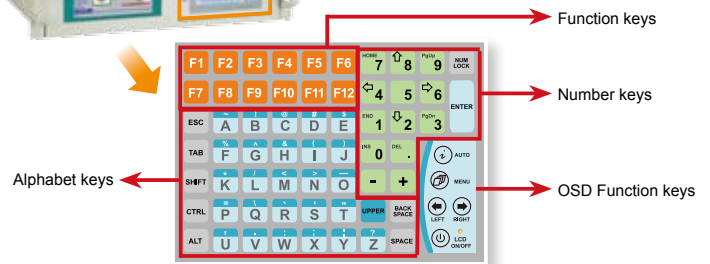 Function keys
F1 F2 F3 F4 F5 F6 HOME 7 8 PgUp 9 NUM LOCK
F7 F8 F9 F10 F11 F12 4 5 6
ENTER
Number keys
ESC ~ A ! B @ C # D $ E END 1 2 PgDn 3
TAB % F ^ G & H ( I ) J INS 0 DEL .
i AUTO
SHIFT K L < M > N O - +
MENU
Alphabet keys
OSD Function keys
CTRL P \ Q R S T UPPER BACK SPACE
LEFT RIGHT
ALT U V W X Y ? Z SPACE
LCD ON/OFF